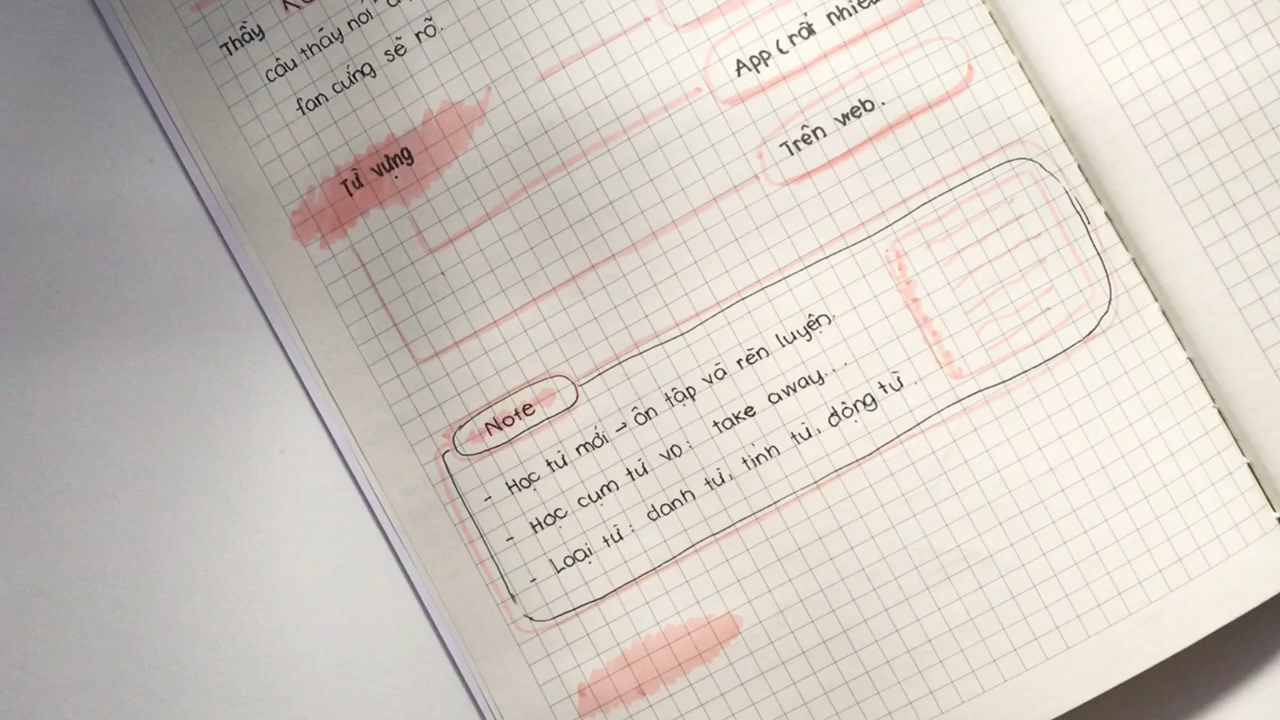 Thầy
câu thầy nói
fan cứng sẽ rõ.
App (rất nhiều
Từ vựng
Trên web.
Note
- Học từ mới → ôn tập và rèn luyện.
- Học cụm từ VD: take away...
- Loại từ: danh từ, tính từ, động từ.